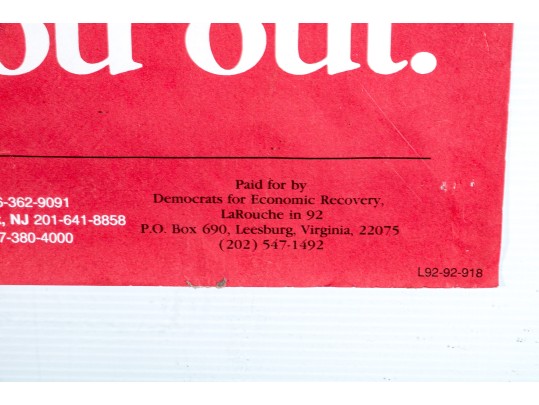 out.
6-362-9091
NJ 201-641-8858
7-380-4000
Paid for by
Democrats for Economic Recovery,
LaRouche in 92
P.O. Box 690, Leesburg, Virginia, 22075
(202) 547-1492
L92-92-918